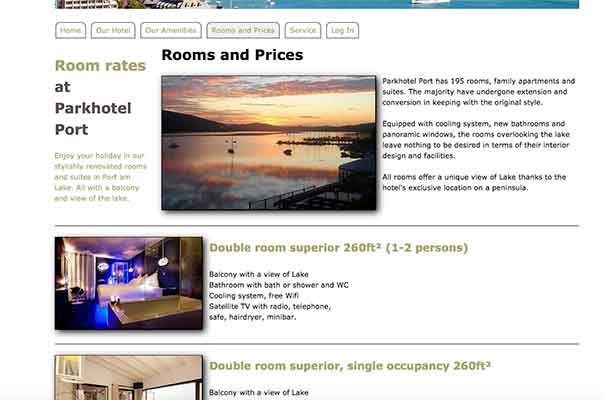 Home
Our Hotel
Our Amenities
Rooms and Prices
Service
Log In
Room rates
at
Parkhotel
Port
Enjoy your holiday in our
stylishly renovated rooms
and suites in Port am
Lake. All with a balcony
and view of the lake.
Rooms and Prices
Parkhotel Port has 195 rooms, family apartments and
suites. The majority have undergone extension and
conversion in keeping with the original style.
Equipped with cooling system, new bathrooms and
panoramic windows, the rooms overlooking the lake
leave nothing to be desired in terms of their interior
design and facilities.
All rooms offer a unique view of Lake thanks to the
hotel's exclusive location on a peninsula.
Double room superior 260ft² (1-2 persons)
Balcony with a view of Lake
Bathroom with bath or shower and WC
Cooling system, free Wifi
Satellite TV with radio, telephone,
safe, hairdryer, minibar.
Double room superior, single occupancy 260ft²
Balcony with a view of Lake